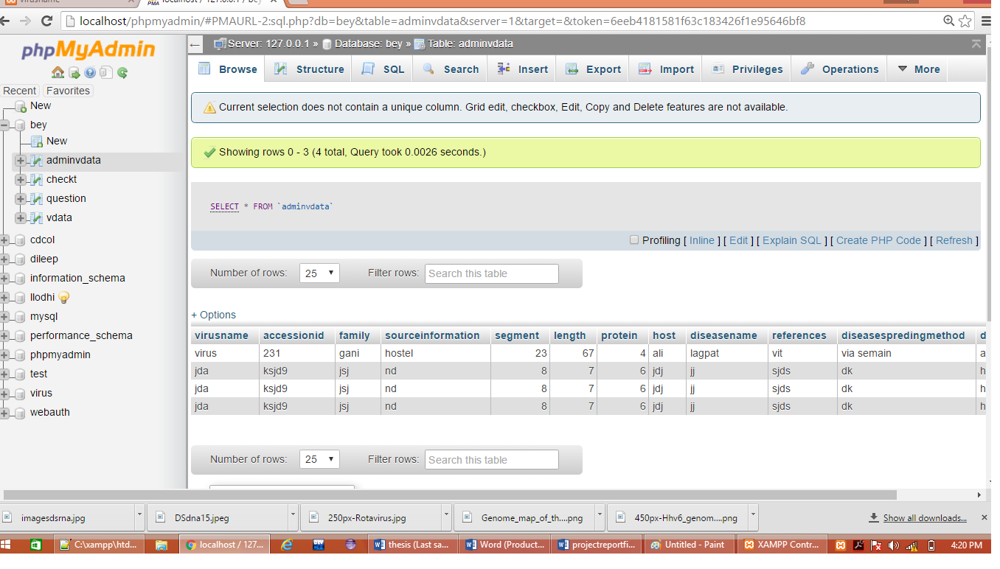 virusname
localhost / 127.0.0.1 / bey
localhost/phpmyadmin/#PMAURL-2:sql.php?db=bey&table=adminvdata&server=1&target=&token=6eeb4181581f63c183426f1e95646bf8
phpMyAdmin
Recent Favorites
New
bey
New
adminvdata
checkt
question
vdata
cdcol
dileep
information_schema
llodhi
mysql
performance_schema
phpmyadmin
test
virus
webauth
Server: 127.0.0.1 » Database: bey » Table: adminvdata
Browse Structure SQL Search Insert Export Import Privileges Operations More
Current selection does not contain a unique column. Grid edit, checkbox, Edit, Copy and Delete features are not available.
Showing rows 0 - 3 (4 total, Query took 0.0026 seconds.)
SELECT * FROM `adminvdata`
Profiling [ Inline ] [ Edit ] [ Explain SQL ] [ Create PHP Code ] [ Refresh ]
Number of rows: 25 Filter rows: Search this table
+ Options
virusname accessionid family sourceinformation segment length protein host diseasename references diseasespredingmethod d
virus 231 gani hostel 23 67 4 ali lagpat vit via semain a
jda ksjd9 jsj nd 8 7 6 jdj jj sjds dk h
jda ksjd9 jsj nd 8 7 6 jdj jj sjds dk h
jda ksjd9 jsj nd 8 7 6 jdj jj sjds dk h
Number of rows: 25 Filter rows: Search this table
imagesdsrna.jpg DSdna15.jpeg 250px-Rotavirus.jpg Genome_map_of_th....png 450px-Hhv6_genom....png Show all downloads...
C:\xampp\htd... localhost / 127... thesis (Last sa... Word (Product... projectreportfi... Untitled - Paint XAMPP Contr... 4:20 PM